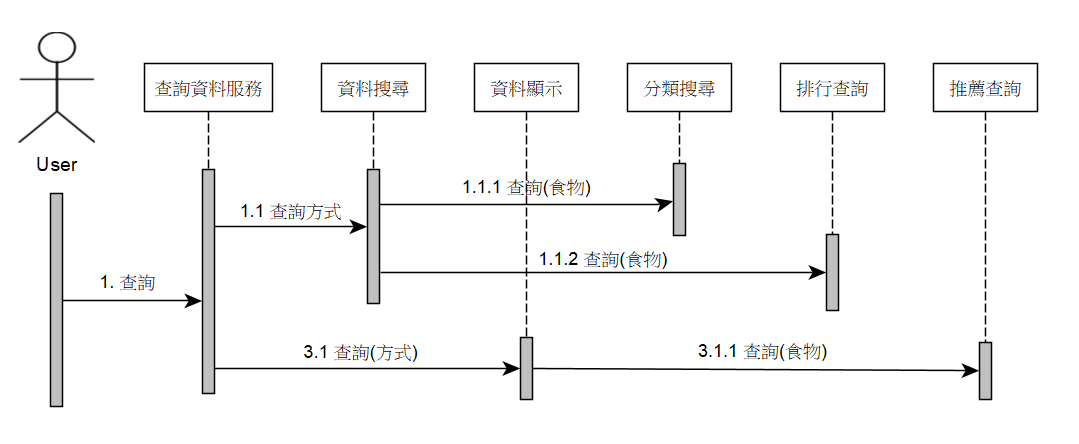 查詢資料服務
資料搜尋
資料顯示
分類搜尋
排行查詢
推薦查詢
User
1.1.1 查詢(食物)
1.1 查詢方式
1.1.2 查詢(食物)
1. 查詢
3.1 查詢(方式)
3.1.1 查詢(食物)